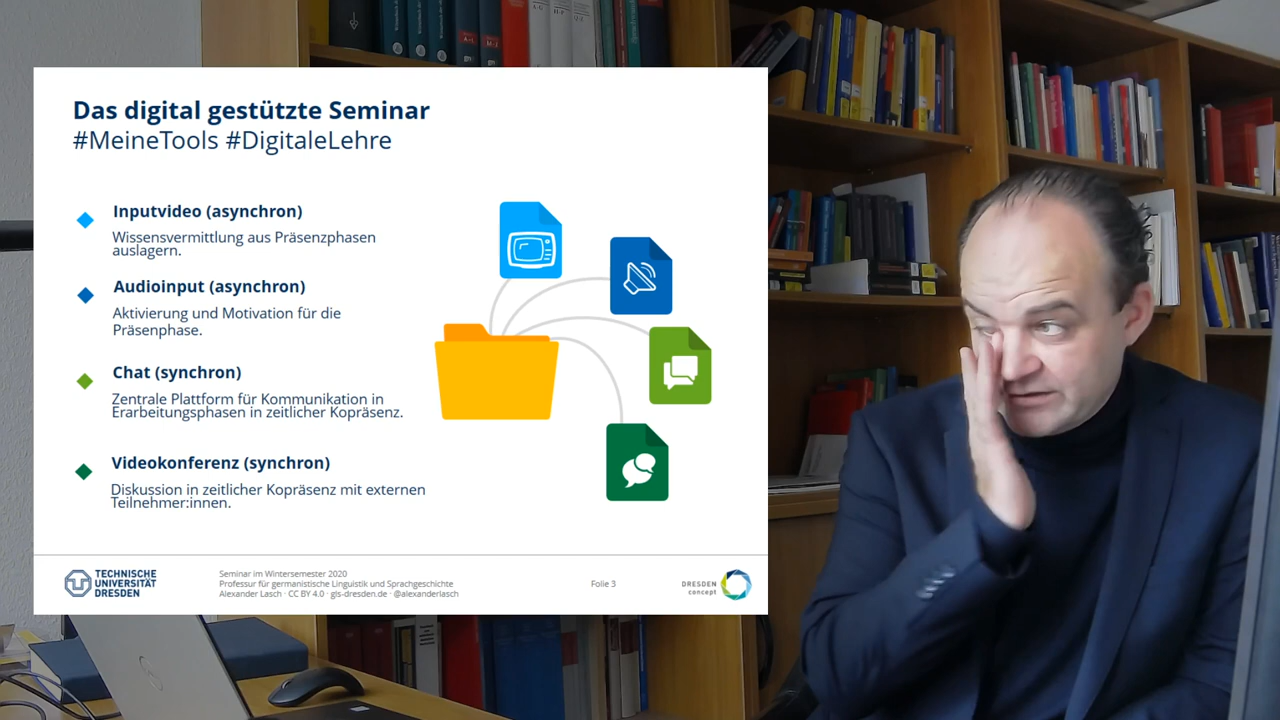 Das digital gestützte Seminar
#MeineTools #DigitaleLehre
Inputvideo (asynchron)
Wissensvermittlung aus Präsenzphasen
auslagern.
Audioinput (asynchron)
Aktivierung und Motivation für die
Präsenphase.
Chat (synchron)
Zentrale Plattform für Kommunikation in
Erarbeitungsphasen in zeitlicher Kopräsenz.
Videokonferenz (synchron)
Diskussion in zeitlicher Kopräsenz mit externen
Teilnehmer:innen.
TECHNISCHE
UNIVERSITÄT
DRESDEN
Seminar im Wintersemester 2020
Professur für germanistische Linguistik und Sprachgeschichte
Alexander Lasch · CC BY 4.0 · gls-dresden.de · @alexanderlasch
Folie 3
DRESDEN
concept